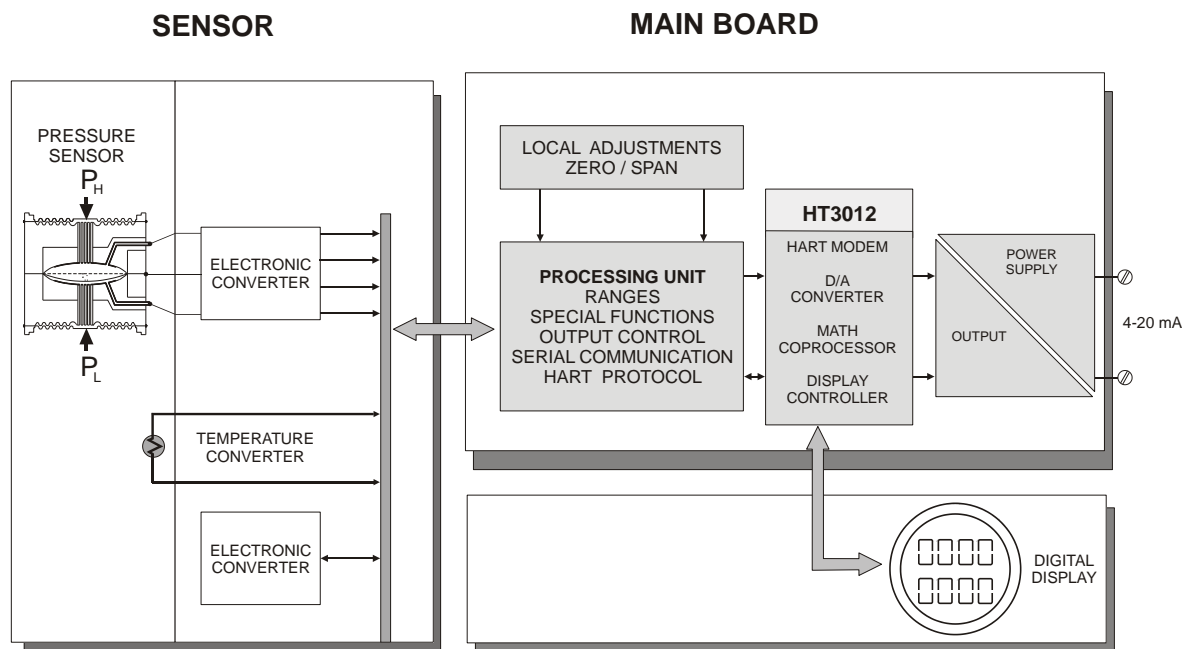 SENSOR
MAIN BOARD
PRESSURE
SENSOR
PH
PL
ELECTRONIC
CONVERTER
TEMPERATURE
CONVERTER
ELECTRONIC
CONVERTER
LOCAL ADJUSTMENTS
ZERO / SPAN
PROCESSING UNIT
RANGES
SPECIAL FUNCTIONS
OUTPUT CONTROL
SERIAL COMMUNICATION
HART PROTOCOL
HT3012
HART MODEM
D/A
CONVERTER
MATH
COPROCESSOR
DISPLAY
CONTROLLER
POWER
SUPPLY
OUTPUT
4-20 mA
DIGITAL
DISPLAY